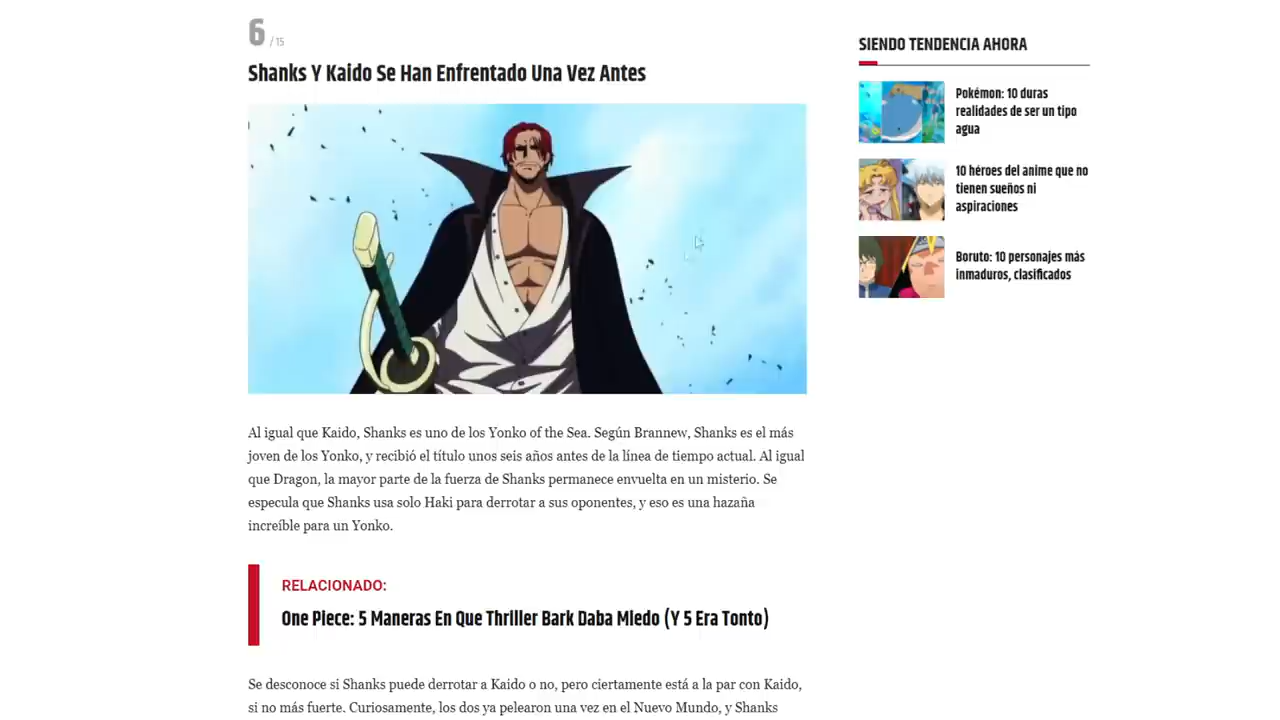 6 / 15
Shanks Y Kaido Se Han Enfrentado Una Vez Antes
Al igual que Kaido, Shanks es uno de los Yonko of the Sea. Según Brannew, Shanks es el más
joven de los Yonko, y recibió el título unos seis años antes de la línea de tiempo actual. Al igual
que Dragon, la mayor parte de la fuerza de Shanks permanece envuelta en un misterio. Se
especula que Shanks usa solo Haki para derrotar a sus oponentes, y eso es una hazaña
increíble para un Yonko.
RELACIONADO:
One Piece: 5 Maneras En Que Thriller Bark Daba Miedo (Y 5 Era Tonto)
Se desconoce si Shanks puede derrotar a Kaido o no, pero ciertamente está a la par con Kaido,
si no más fuerte. Curiosamente, los dos ya pelearon una vez en el Nuevo Mundo, y Shanks
SIENDO TENDENCIA AHORA
Pokémon: 10 duras
realidades de ser un tipo
agua
10 héroes del anime que no
tienen sueños ni
aspiraciones
Boruto: 10 personajes más
inmaduros, clasificados